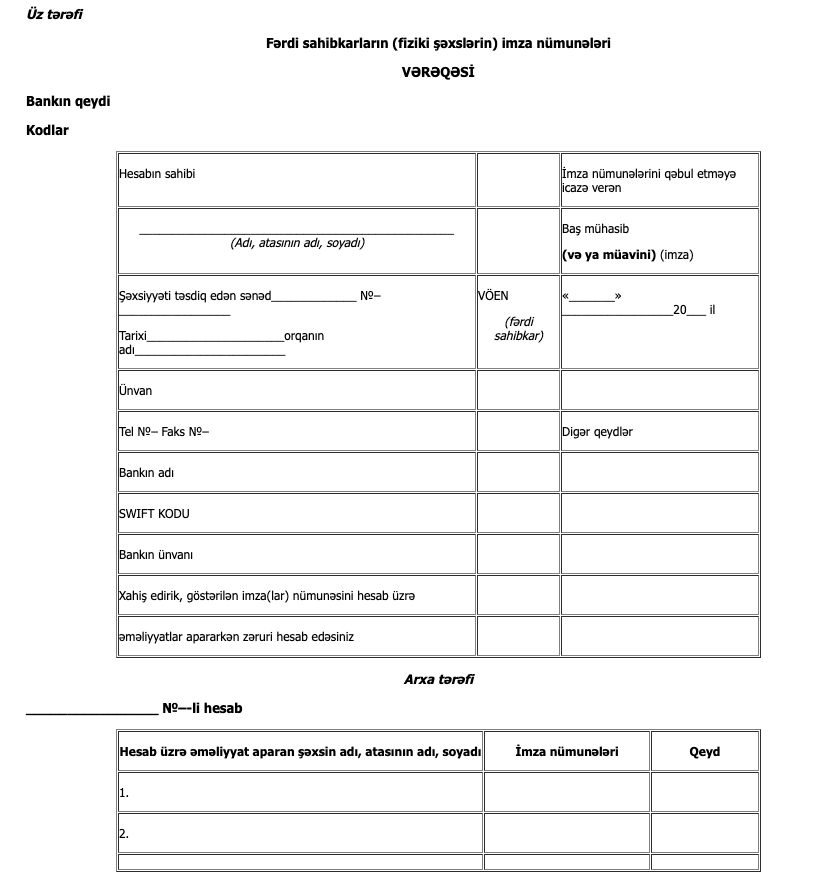 Üz tərəfi
Fərdi sahibkarların (fiziki şəxslərin) imza nümunələri
VƏRƏQƏSİ
Bankın qeydi
Kodlar
Hesabın sahibi
İmza nümunələrini qəbul etməyə
icazə verən
________________________________________________
(Adı, atasının adı, soyadı)
Baş mühasib
(və ya müavini) (imza)
Şəxsiyyəti təsdiq edən sənəd_____________ №–
_________________
Tarixi_____________________orqanın
adı_______________________
VÖEN
(fərdi
sahibkar)
«_______»
_________________20___ il
Ünvan
Tel №– Faks №–
Digər qeydlər
Bankın adı
SWIFT KODU
Bankın ünvanı
Xahiş edirik, göstərilən imza(lar) nümunəsini hesab üzrə
əməliyyatlar apararkən zəruri hesab edəsiniz
Arxa tərəfi
___________________ №–-li hesab
Hesab üzrə əməliyyat aparan şəxsin adı, atasının adı, soyadı
İmza nümunələri
Qeyd
1.
2.